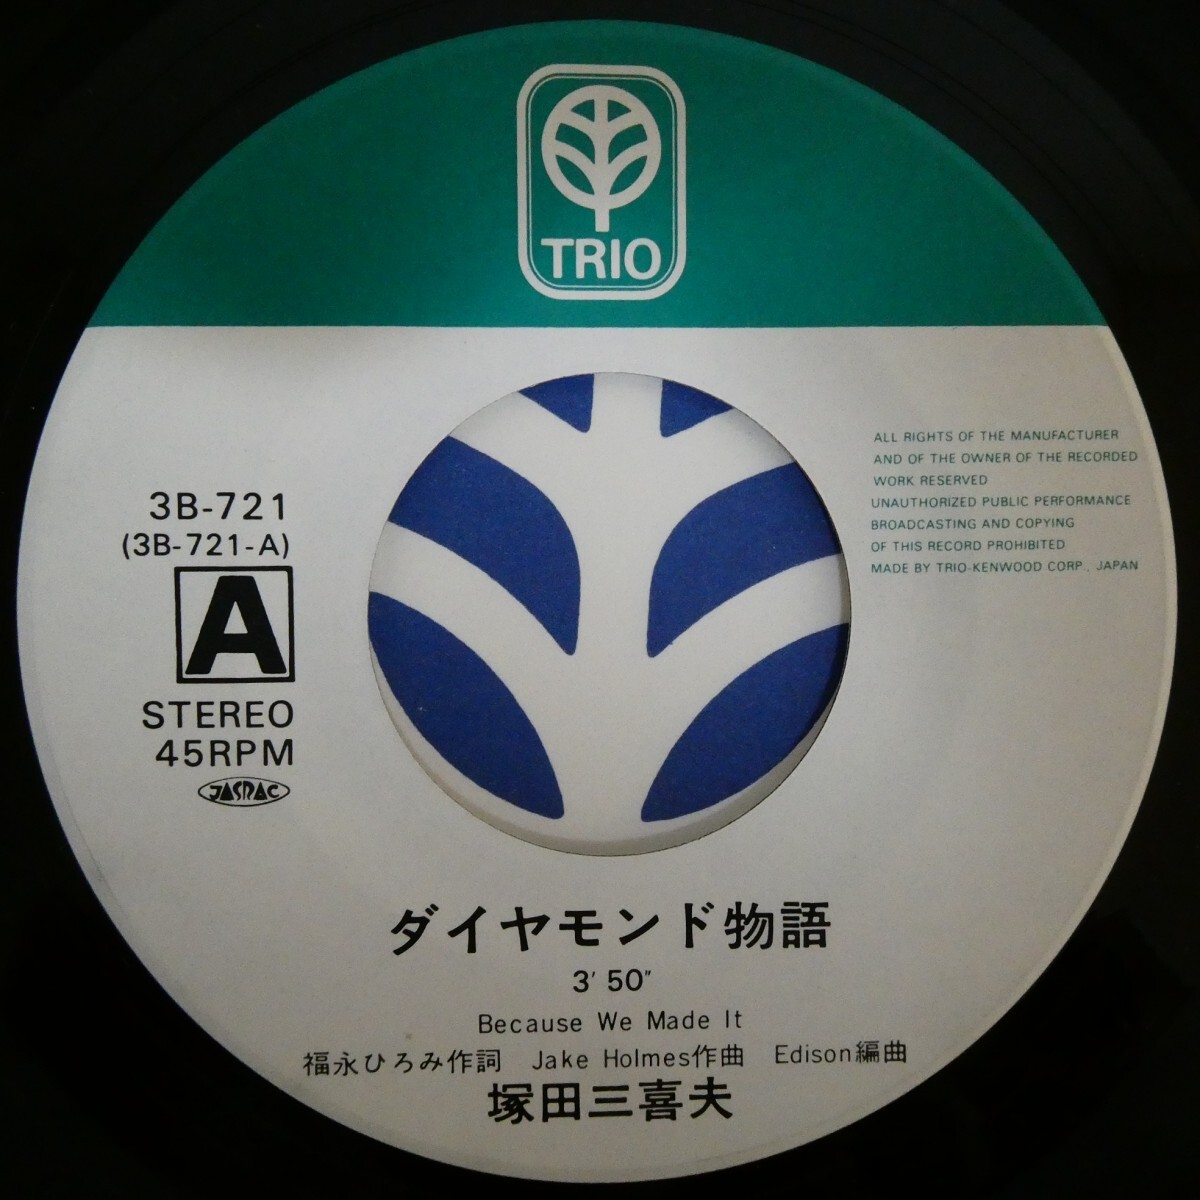 TRIO
3B-721
(3B-721-A)
A
STEREO
45RPM
JASRAC
ALL RIGHTS OF THE MANUFACTURER
AND OF THE OWNER OF THE RECORDED
WORK RESERVED
UNAUTHORIZED PUBLIC PERFORMANCE
BROADCASTING AND COPYING
OF THIS RECORD PROHIBITED
MADE BY TRIO-KENWOOD CORP., JAPAN
ダイヤモンド物語
3′50″
Because We Made It
福永ひろみ作詞 Jake Holmes作曲 Edison編曲
塚田三喜夫